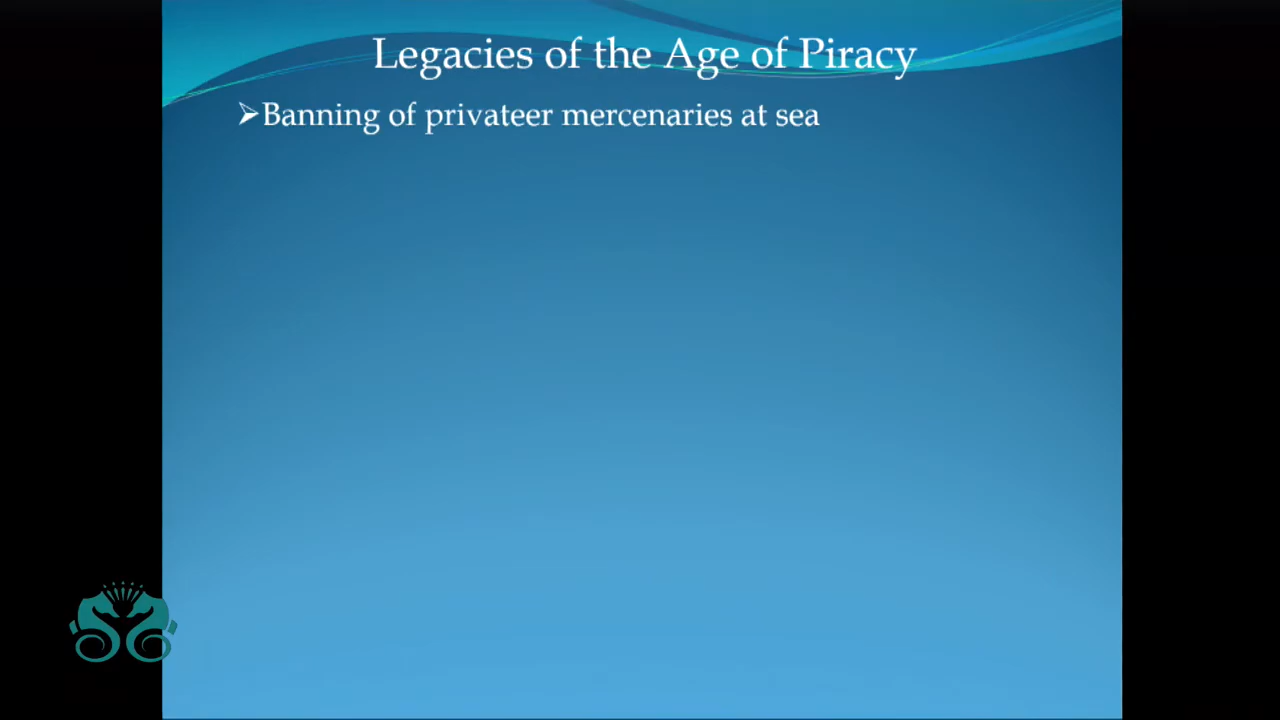 Legacies of the Age of Piracy
➢Banning of privateer mercenaries at sea